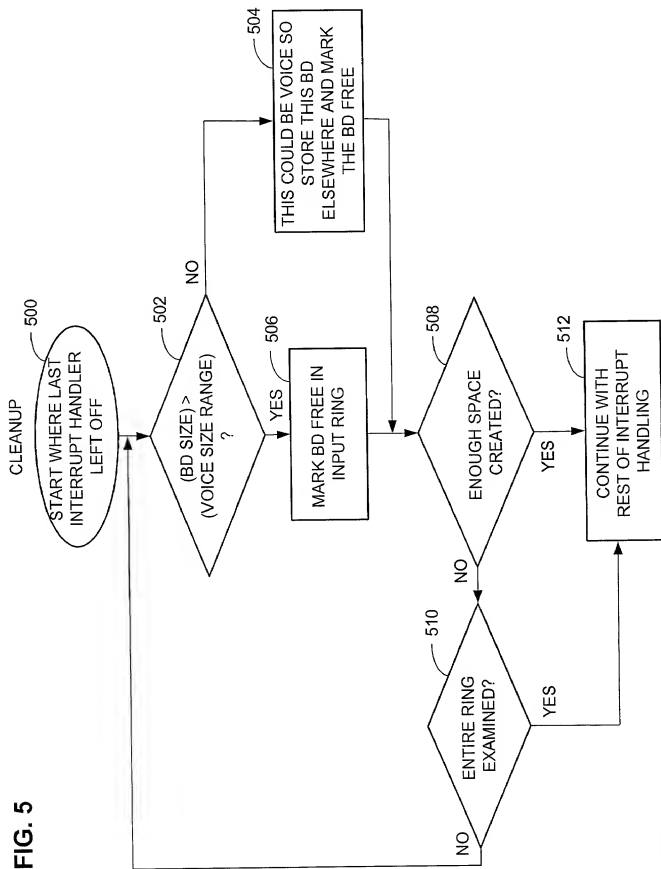 FIG. 5
CLEANUP
500
START WHERE LAST
INTERRUPT HANDLER
LEFT OFF
502
(BD SIZE) >
(VOICE SIZE RANGE)
?
NO
504
THIS COULD BE VOICE SO
STORE THIS BD
ELSEWHERE AND MARK
THE BD FREE
YES
506
MARK BD FREE IN
INPUT RING
508
ENOUGH SPACE
CREATED?
NO
YES
510
ENTIRE RING
EXAMINED?
NO
YES
512
CONTINUE WITH
REST OF INTERRUPT
HANDLING